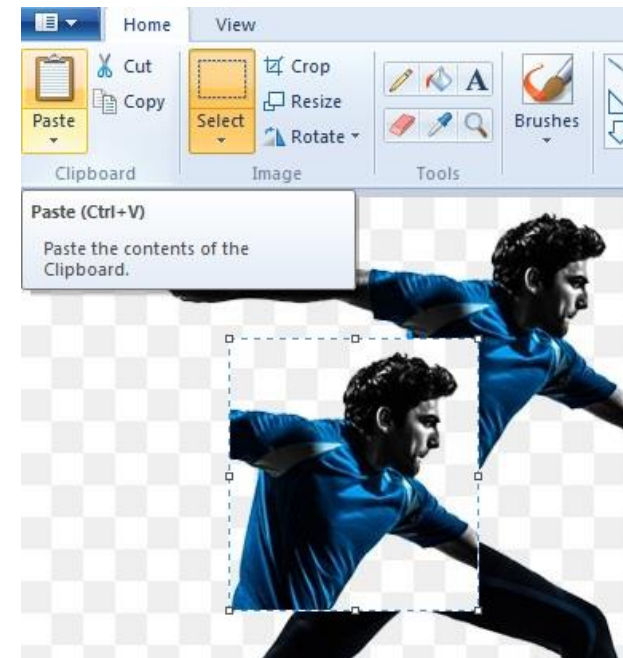 Home View
Cut
Copy
Paste
Clipboard
Select
Crop
Resize
Rotate
Image
A
Tools
Brushes
Paste (Ctrl+V)
Paste the contents of the
Clipboard.